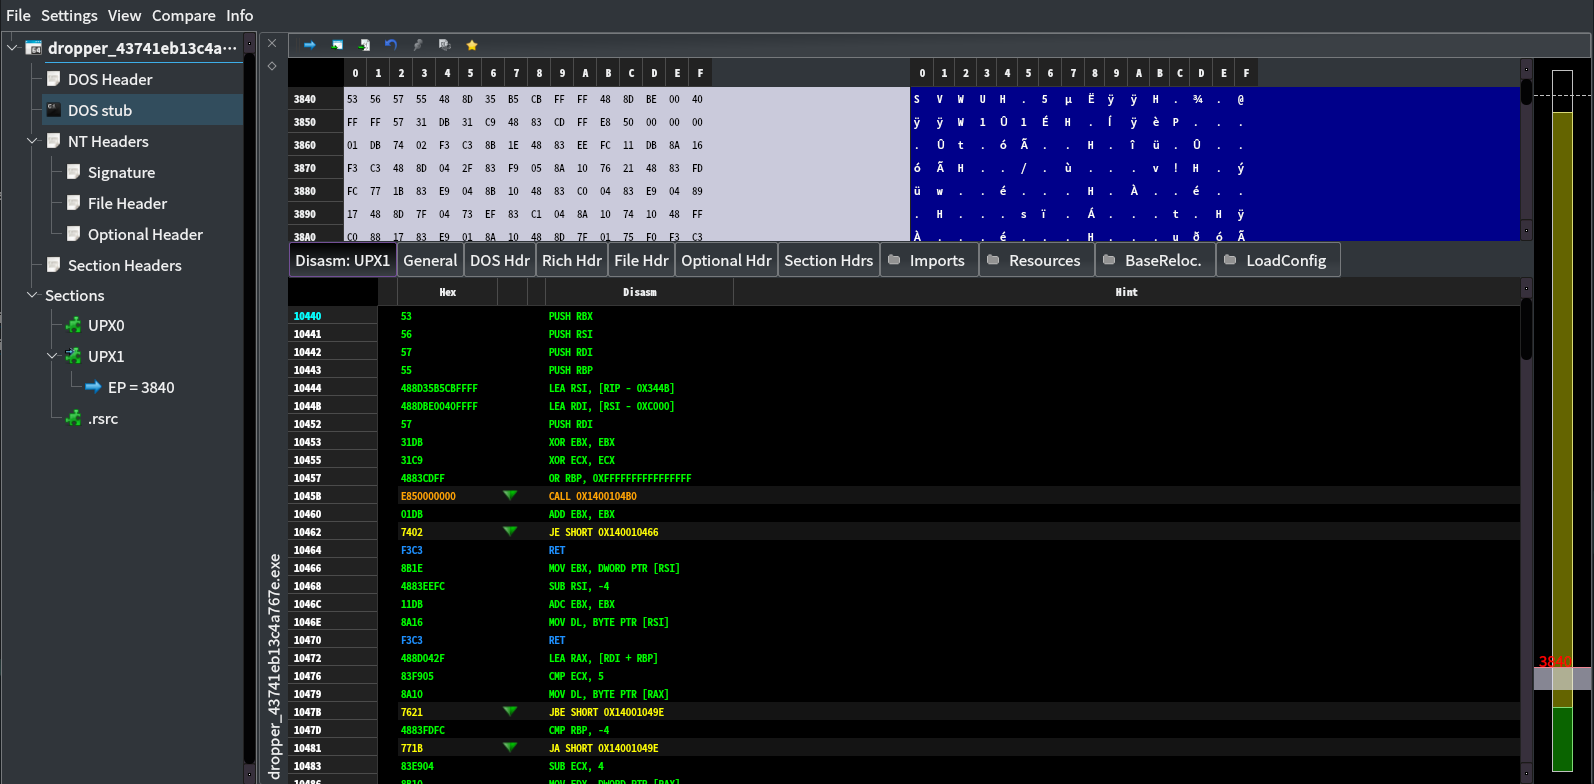 File Settings View Compare Info
dropper_43741eb13c4a···
DOS Header
DOS stub
NT Headers
Signature
File Header
Optional Header
Section Headers
Sections
UPX0
UPX1
EP = 3840
.rsrc
dropper_43741eb13c4a767e.exe
0 1 2 3 4 5 6 7 8 9 A B C D E F 0 1 2 3 4 5 6 7 8 9 A B C D E F
3840 53 56 57 55 48 8D 35 B5 CB FF FF 48 8D BE 00 40 S V W U H . 5 µ Ë ÿ ÿ H . ¾ . @
3850 FF FF 57 31 DB 31 C9 48 83 CD FF E8 50 00 00 00 ÿ ÿ W 1 Û 1 É H . Í ÿ è P . . .
3860 01 DB 74 02 F3 C3 8B 1E 48 83 EE FC 11 DB 8A 16 . Û t . ó Ã . . H . î ü . Û . .
3870 F3 C3 48 8D 04 2F 83 F9 05 8A 10 76 21 48 83 FD ó Ã H . . / . ù . . . v ! H . ý
3880 FC 77 1B 83 E9 04 8B 10 48 83 C0 04 83 E9 04 89 ü w . . é . . . H . À . . é . .
3890 17 48 8D 7F 04 73 EF 83 C1 04 8A 10 74 10 48 FF . H . . . s ï . Á . . . t . H ÿ
38A0 C0 88 17 83 E9 01 8A 10 48 8D 7F 01 75 F0 F3 C3 À . . . é . . . H . . . u ð ó Ã
Disasm: UPX1 General DOS Hdr Rich Hdr File Hdr Optional Hdr Section Hdrs Imports Resources BaseReloc. LoadConfig
Hex Disasm Hint
10440 53 PUSH RBX
10441 56 PUSH RSI
10442 57 PUSH RDI
10443 55 PUSH RBP
10444 488D35B5CBFFFF LEA RSI, [RIP - 0X344B]
1044B 488DBE0040FFFF LEA RDI, [RSI - 0XC000]
10452 57 PUSH RDI
10453 31DB XOR EBX, EBX
10455 31C9 XOR ECX, ECX
10457 4883CDFF OR RBP, 0XFFFFFFFFFFFFFFFF
1045B E850000000 CALL 0X1400104B0
10460 01DB ADD EBX, EBX
10462 7402 JE SHORT 0X140010466
10464 F3C3 RET
10466 8B1E MOV EBX, DWORD PTR [RSI]
10468 4883EEFC SUB RSI, -4
1046C 11DB ADC EBX, EBX
1046E 8A16 MOV DL, BYTE PTR [RSI]
10470 F3C3 RET
10472 488D042F LEA RAX, [RDI + RBP]
10476 83F905 CMP ECX, 5
10479 8A10 MOV DL, BYTE PTR [RAX]
1047B 7621 JBE SHORT 0X14001049E
1047D 4883FDFC CMP RBP, -4
10481 771B JA SHORT 0X14001049E
10483 83E904 SUB ECX, 4
10486 8B10 MOV EDX, DWORD PTR [RAX]
3840